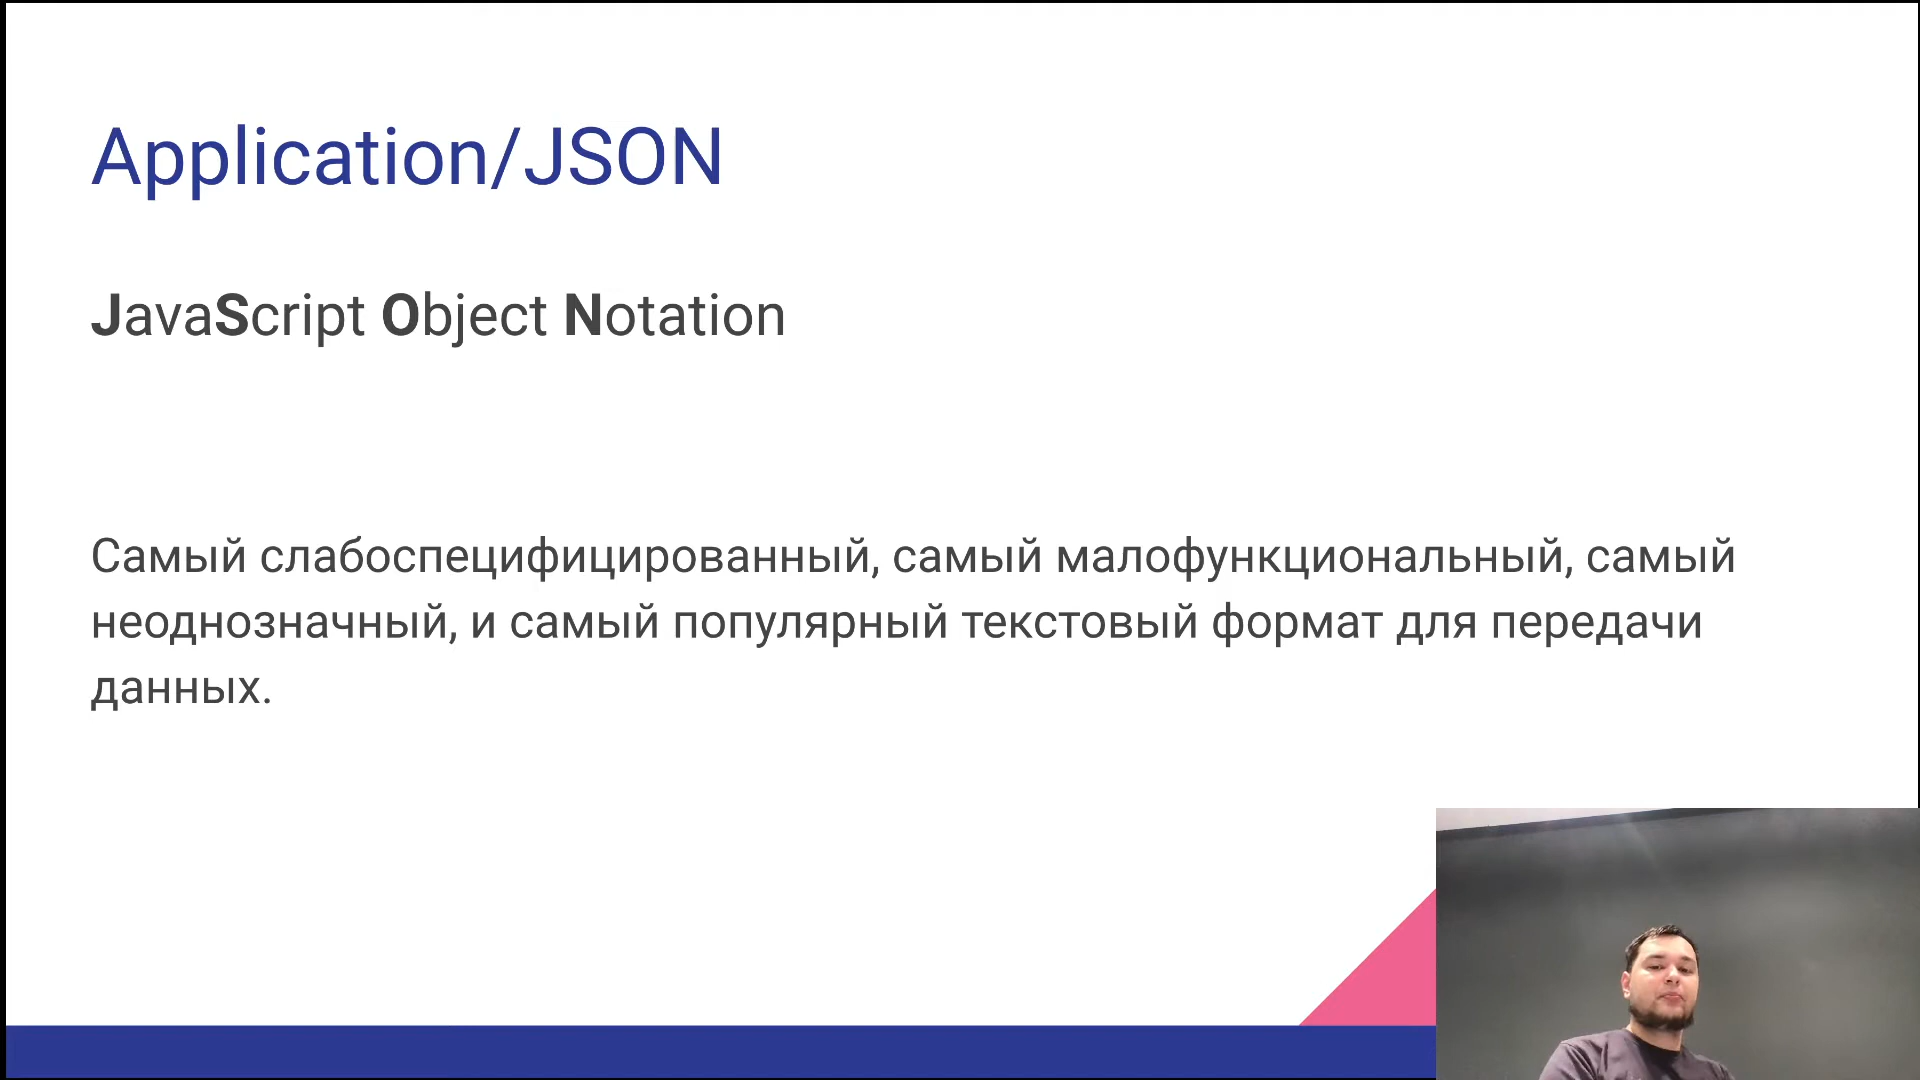 Application/JSON
JavaScript Object Notation
Самый слабоспецифицированный, самый малофункциональный, самый
неоднозначный, и самый популярный текстовый формат для передачи
данных.